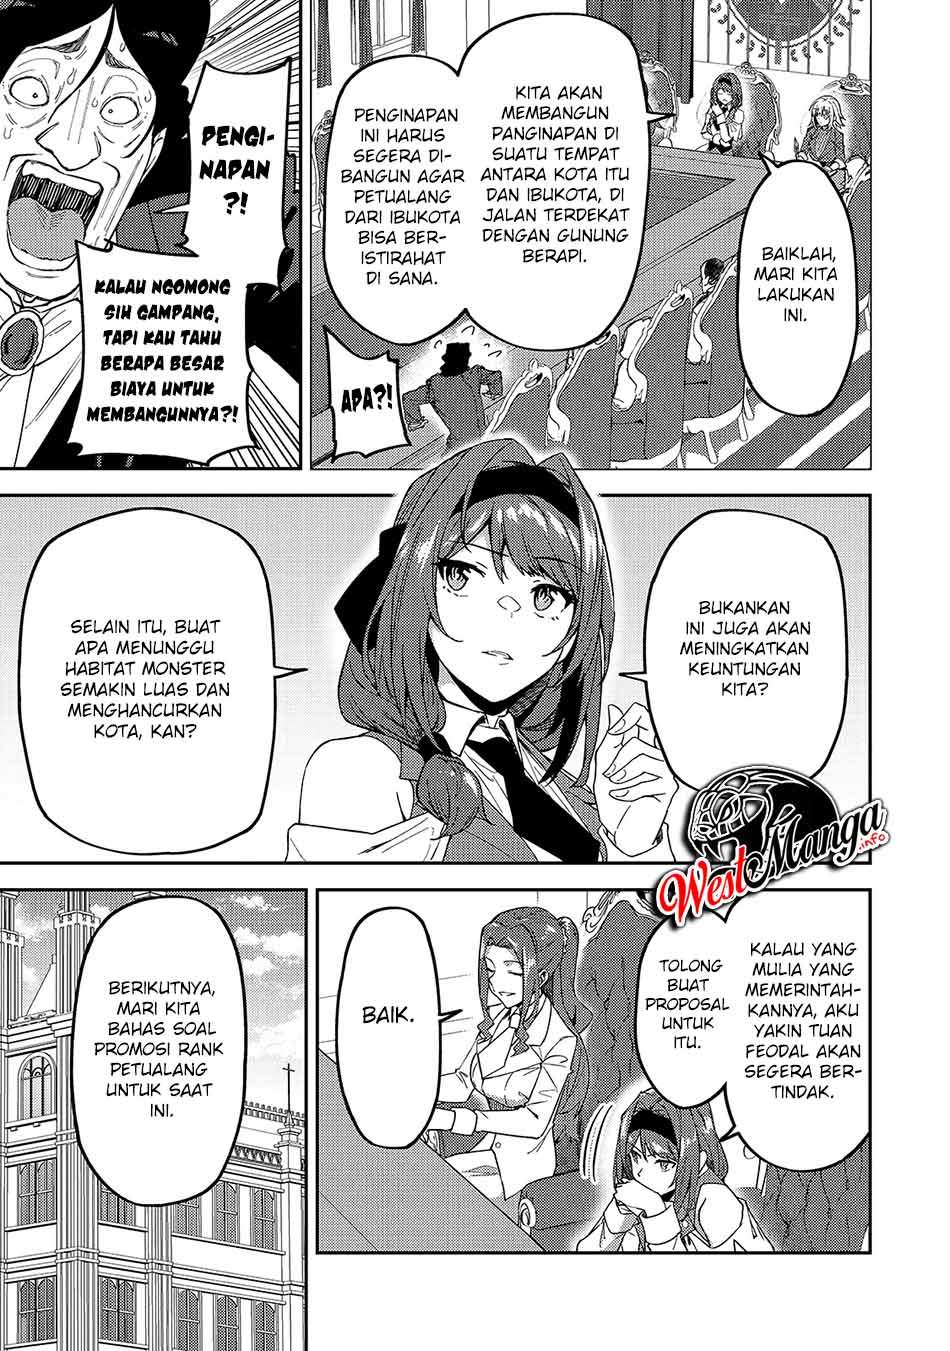 BAIKLAH,
MARI KITA
LAKUKAN
INI.
KITA AKAN
MEMBANGUN
PANGINAPAN DI
SUATU TEMPAT
ANTARA KOTA ITU
DAN IBUKOTA, DI
JALAN TERDEKAT
DENGAN GUNUNG
BERAPI.
PENGINAPAN
INI HARUS
SEGERA DI-
BANGUN AGAR
PETUALANG
DARI IBUKOTA
BISA BER-
ISTIRAHAT
DI SANA.
APA?!
PENGI-
NAPAN
?!
KALAU NGOMONG
SIH GAMPANG,
TAPI KAU TAHU
BERAPA BESAR
BIAYA UNTUK
MEMBANGUNNYA?!
BUKANKAN
INI JUGA AKAN
MENINGKATKAN
KEUNTUNGAN
KITA?
SELAIN ITU, BUAT
APA MENUNGGU
HABITAT MONSTER
SEMAKIN LUAS DAN
MENGHANCURKAN
KOTA, KAN?
WestManga
.info
KALAU YANG
MULIA YANG
MEMERINTAH-
KANNYA, AKU
YAKIN TUAN
FEODAL AKAN
SEGERA BER-
TINDAK.
TOLONG
BUAT
PROPOSAL
UNTUK
ITU.
BAIK.
BERIKUTNYA,
MARI KITA
BAHAS SOAL
PROMOSI RANK
PETUALANG
UNTUK SAAT
INI.